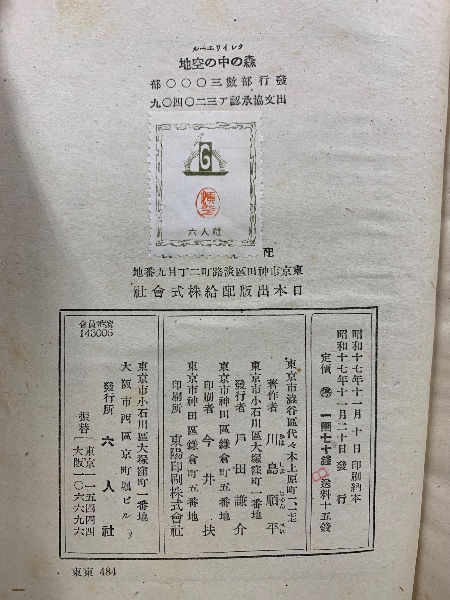 クレイリエール
森の中の空地
發行部數三〇〇〇部
出文協承認ア三二〇四〇九
六人社
配
東京市神田區淡路町二丁目九番地
日本出版配給株式會社
昭和十七年十一月十日印刷納本
昭和十七年十一月二十日發行
定價 一圓七十錢 送料十五錢
東京市澁谷區代々木上原町
著作者 川島順平
東京市小石川區大塚窪町一番地
發行者 戸田謙介
東京市神田區鎌倉町五番地
印刷者 今井扶
東京市神田區鎌倉町五番地
印刷所 東陽印刷株式會社
東京市小石川區大塚窪町一番地
大阪市西區京町堀ビル
發行所 六人社
振替 東京一一五四四四
大阪一〇六六九六
會員番號
143005
東東 484